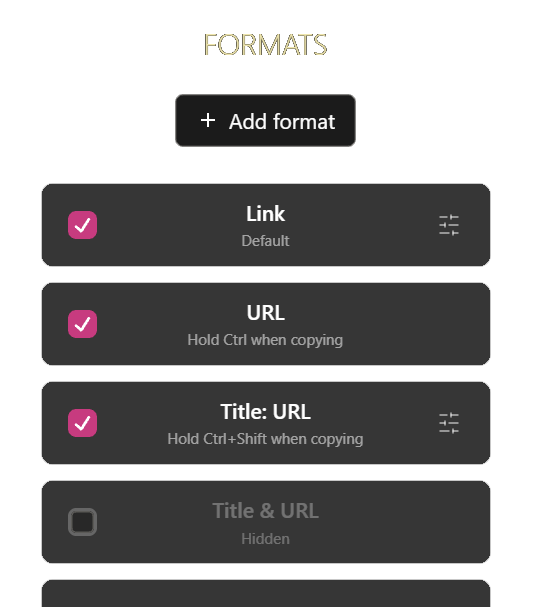 FORMATS
+ Add format
Link
Default
URL
Hold Ctrl when copying
Title: URL
Hold Ctrl+Shift when copying
Title & URL
Hidden